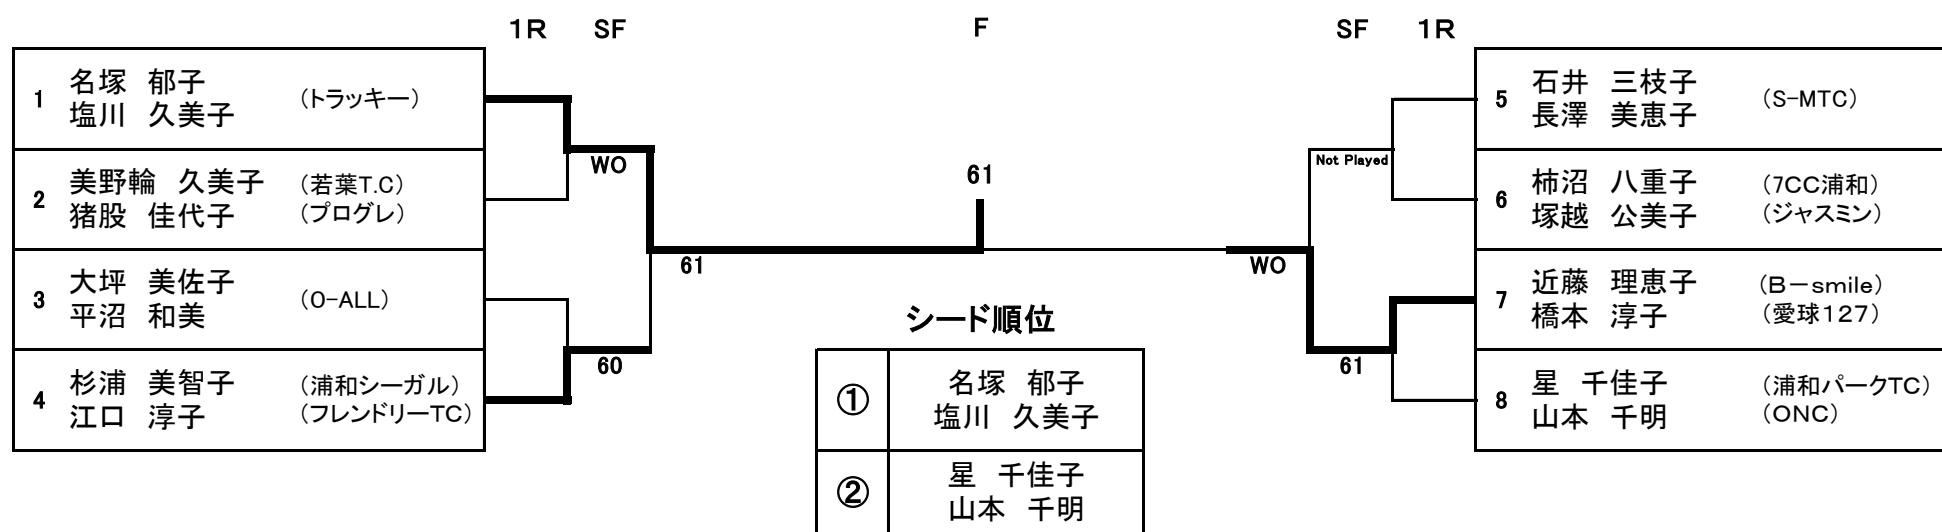 1R SF F SF 1R
1 名塚 郁子 (トラッキー)
塩川 久美子
2 美野輪 久美子 (若葉T.C)
猪股 佳代子 (プログレ)
3 大坪 美佐子 (O-ALL)
平沼 和美
4 杉浦 美智子 (浦和シーガル)
江口 淳子 (フレンドリーTC)
WO
60
61
61
WO
Not Played
61
5 石井 三枝子 (S-MTC)
長澤 美恵子
6 柿沼 八重子 (7CC浦和)
塚越 公美子 (ジャスミン)
7 近藤 理恵子 (B-smile)
橋本 淳子 (愛球127)
8 星 千佳子 (浦和パークTC)
山本 千明 (ONC)
シード順位
① 名塚 郁子
塩川 久美子
② 星 千佳子
山本 千明